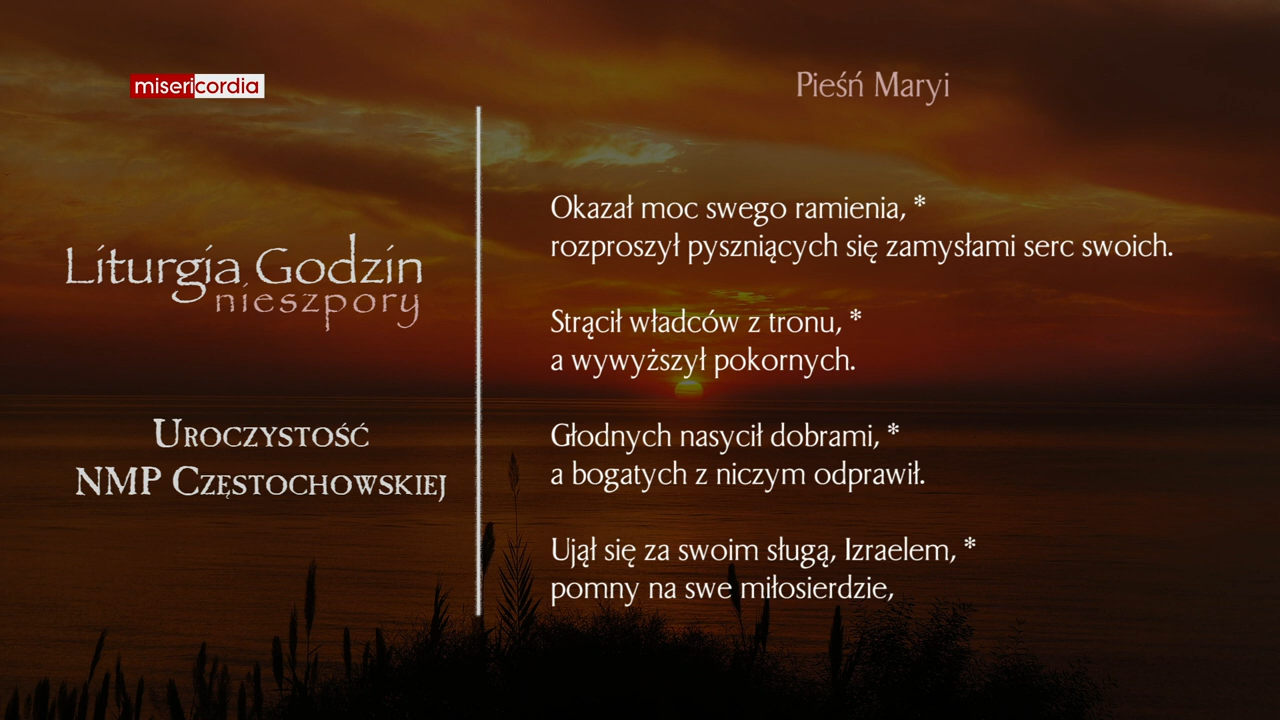 misericordia
Pieśń Maryi
Liturgia Godzin
nieszpory
Uroczystość
NMP Częstochowskiej
Okazał moc swego ramienia, *
rozproszył pyszniących się zamysłami serc swoich.
Strącił władców z tronu, *
a wywyższył pokornych.
Głodnych nasycił dobrami, *
a bogatych z niczym odprawił.
Ujął się za swoim sługą, Izraelem, *
pomny na swe miłosierdzie,